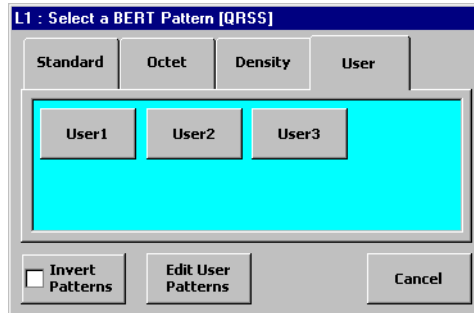 L1 : Select a BERT Pattern [QRSS]
Standard Octet Density User
User1 User2 User3
Invert Patterns
Edit User Patterns
Cancel